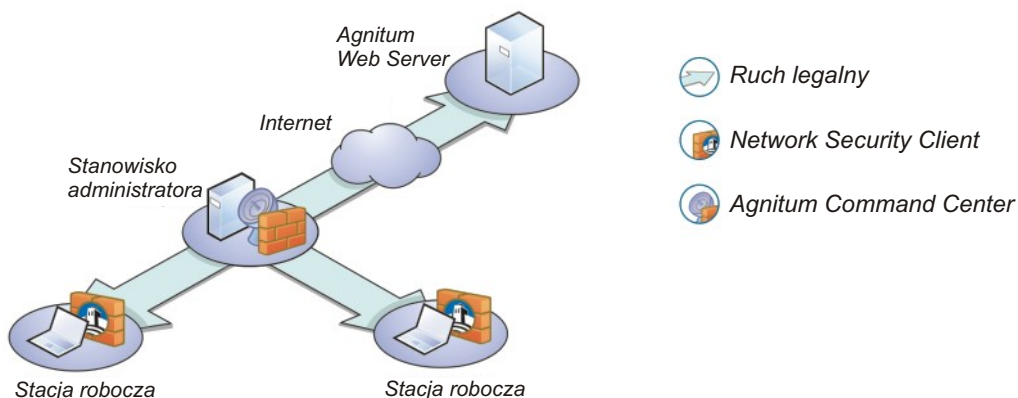 Agnitum
Web Server
Internet
Stanowisko
administratora
Stacja robocza
Stacja robocza
Ruch legalny
Network Security Client
Agnitum Command Center